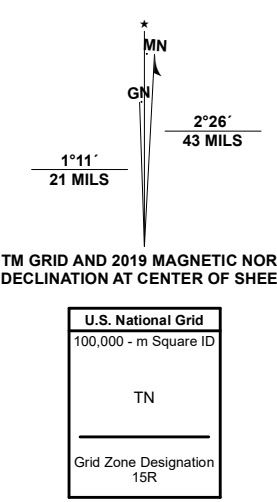 ★
MN
GN
2°26´
43 MILS
1°11´
21 MILS
TM GRID AND 2019 MAGNETIC NOR
DECLINATION AT CENTER OF SHEE
U.S. National Grid
100,000 - m Square ID
TN
Grid Zone Designation
15R